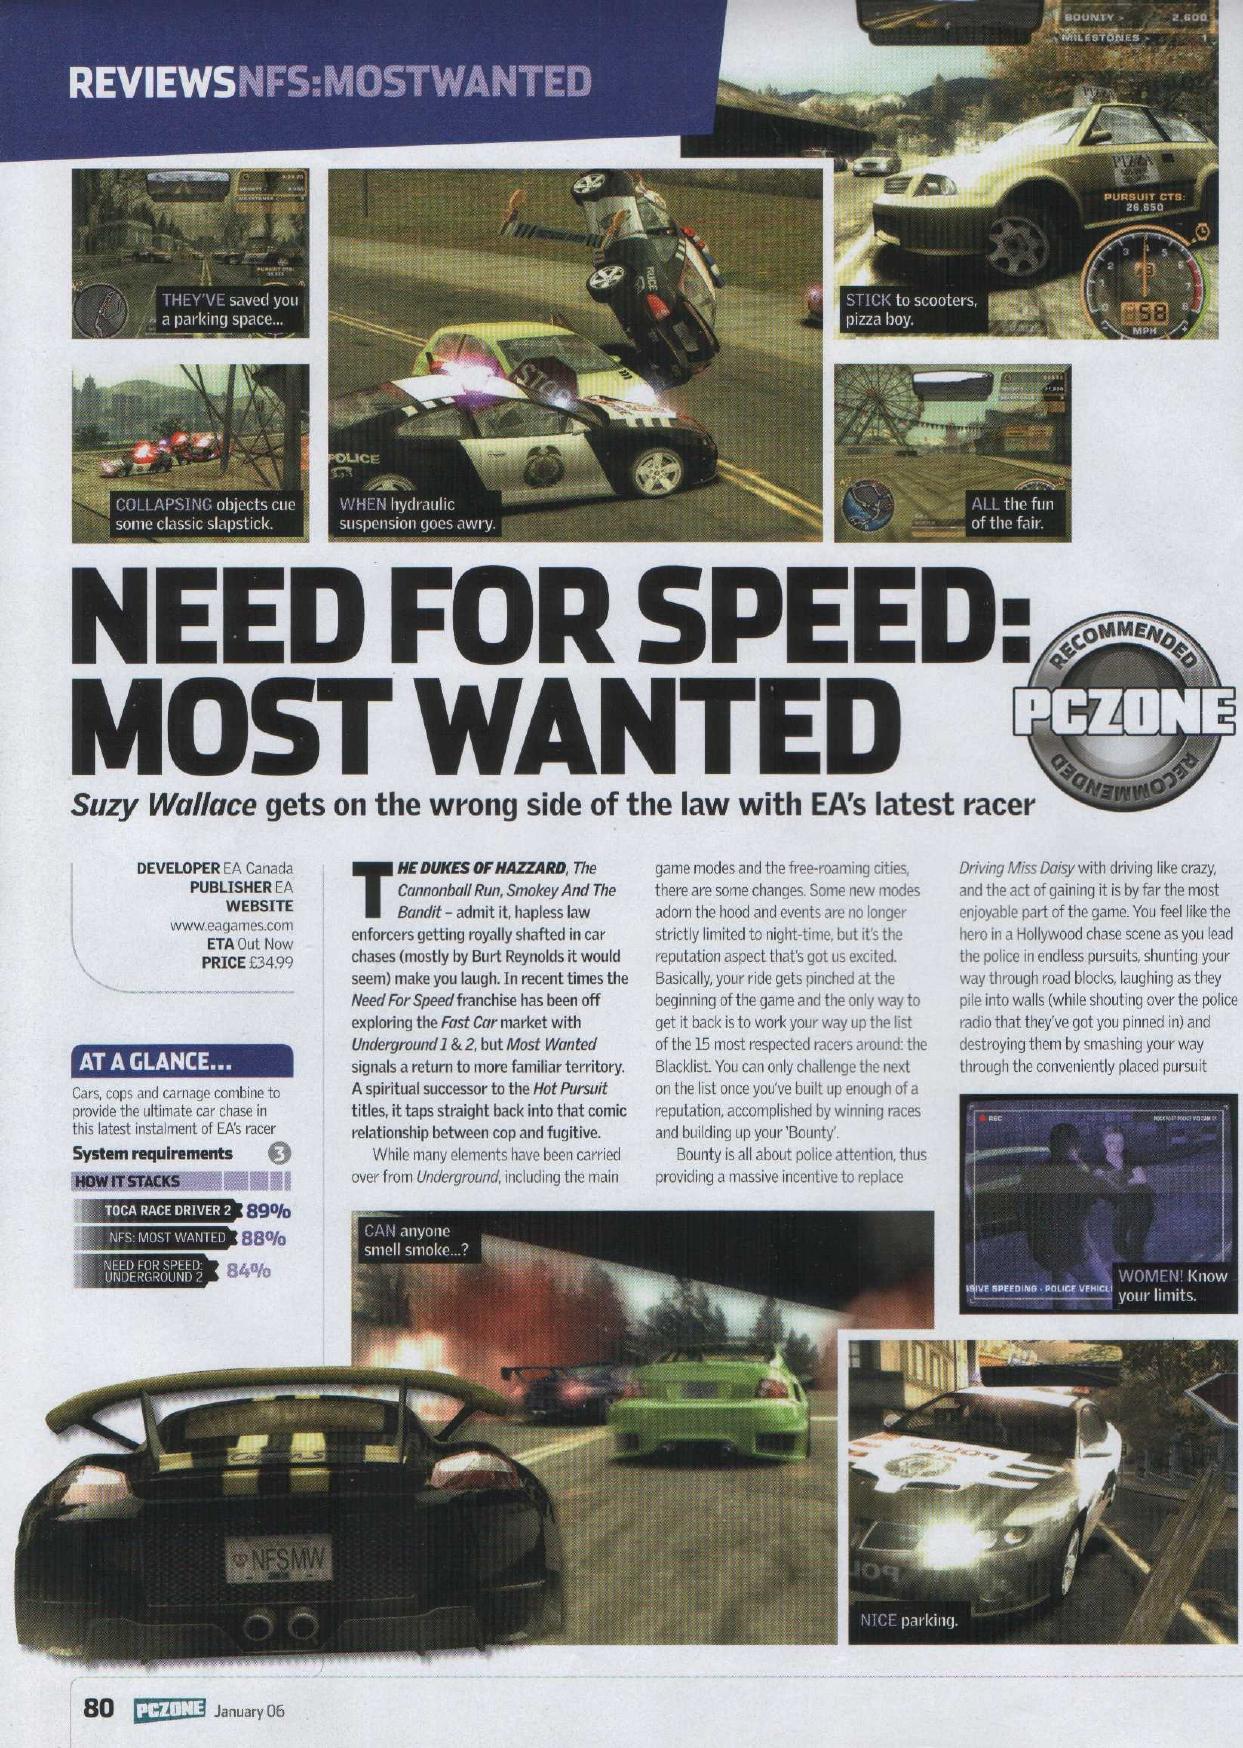 REVIEWSNFS:MOSTWANTED
BOUNTY > 2,600
MILESTONES > 1
PIZZA
PURSUIT CTS:
26,650
58
MPH
STICK to scooters,
pizza boy.
THEY'VE saved you
a parking space...
COLLAPSING objects cue
some classic slapstick.
POLICE
STOP
WHEN hydraulic
suspension goes awry.
ALL the fun
of the fair.
NEED FOR SPEED:
MOST WANTED
RECOMMENDED
PCZONE
RECOMMENDED
Suzy Wallace gets on the wrong side of the law with EA's latest racer
DEVELOPER EA Canada
PUBLISHER EA
WEBSITE
www.eagames.com
ETA Out Now
PRICE £34.99
AT A GLANCE...
Cars, cops and carnage combine to
provide the ultimate car chase in
this latest instalment of EA's racer
System requirements 3
HOW IT STACKS
TOCA RACE DRIVER 2 89%
NFS: MOST WANTED 88%
NEED FOR SPEED:
UNDERGROUND 2 84%
THE DUKES OF HAZZARD, The
Cannonball Run, Smokey And The
Bandit – admit it, hapless law
enforcers getting royally shafted in car
chases (mostly by Burt Reynolds it would
seem) make you laugh. In recent times the
Need For Speed franchise has been off
exploring the Fast Car market with
Underground 1 & 2, but Most Wanted
signals a return to more familiar territory.
A spiritual successor to the Hot Pursuit
titles, it taps straight back into that comic
relationship between cop and fugitive.
While many elements have been carried
over from Underground, including the main
game modes and the free-roaming cities,
there are some changes. Some new modes
adorn the hood and events are no longer
strictly limited to night-time, but it's the
reputation aspect that's got us excited.
Basically, your ride gets pinched at the
beginning of the game and the only way to
get it back is to work your way up the list
of the 15 most respected racers around: the
Blacklist. You can only challenge the next
on the list once you've built up enough of a
reputation, accomplished by winning races
and building up your 'Bounty'.
Bounty is all about police attention, thus
providing a massive incentive to replace
Driving Miss Daisy with driving like crazy,
and the act of gaining it is by far the most
enjoyable part of the game. You feel like the
hero in a Hollywood chase scene as you lead
the police in endless pursuits, shunting your
way through road blocks, laughing as they
pile into walls (while shouting over the police
radio that they've got you pinned in) and
destroying them by smashing your way
through the conveniently placed pursuit
REC
SIVE SPEEDING - POLICE VEHICL
WOMEN! Know
your limits.
CAN anyone
smell smoke...?
NFSMW
POLICE
NICE parking.
80 PCZONE January 06